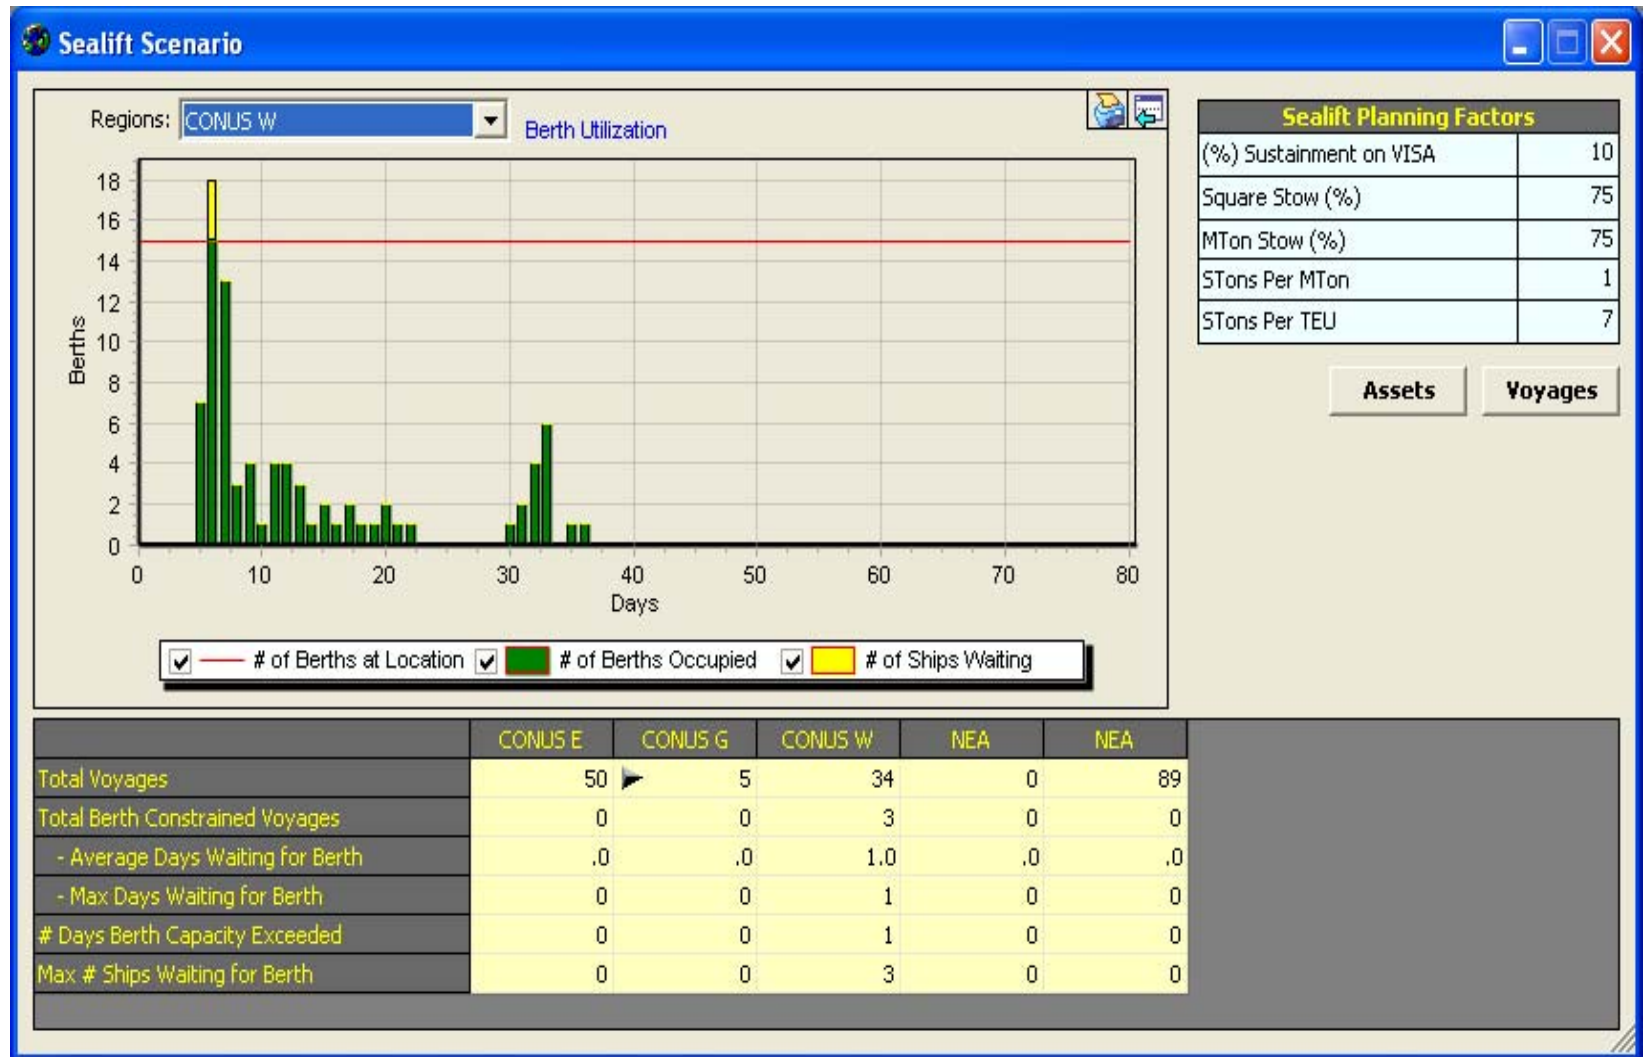 Sealift Scenario
Regions: CONUS W
Berth Utilization
18
16
14
12
10
8
6
4
2
0
Berths
0 10 20 30 40 50 60 70 80
Days
# of Berths at Location # of Berths Occupied # of Ships Waiting
Sealift Planning Factors
(%) Sustainment on VISA 10
Square Stow (%) 75
MTon Stow (%) 75
STons Per MTon 1
STons Per TEU 7
Assets Voyages
CONUS E CONUS G CONUS W NEA NEA
Total Voyages 50 5 34 0 89
Total Berth Constrained Voyages 0 0 3 0 0
- Average Days Waiting for Berth .0 .0 1.0 .0 .0
- Max Days Waiting for Berth 0 0 1 0 0
# Days Berth Capacity Exceeded 0 0 1 0 0
Max # Ships Waiting for Berth 0 0 3 0 0